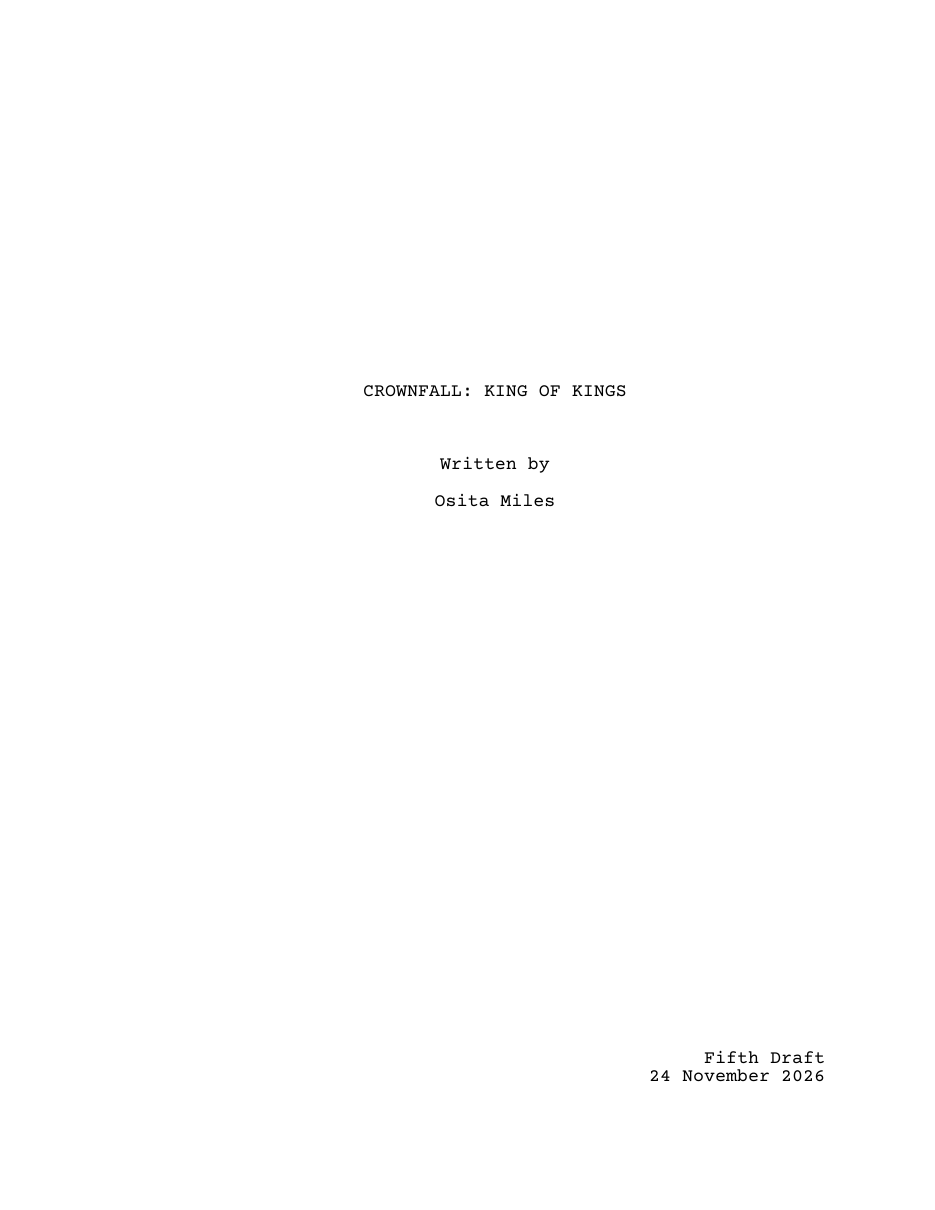 CROWNFALL: KING OF KINGS
Written by
Osita Miles
Fifth Draft
24 November 2026